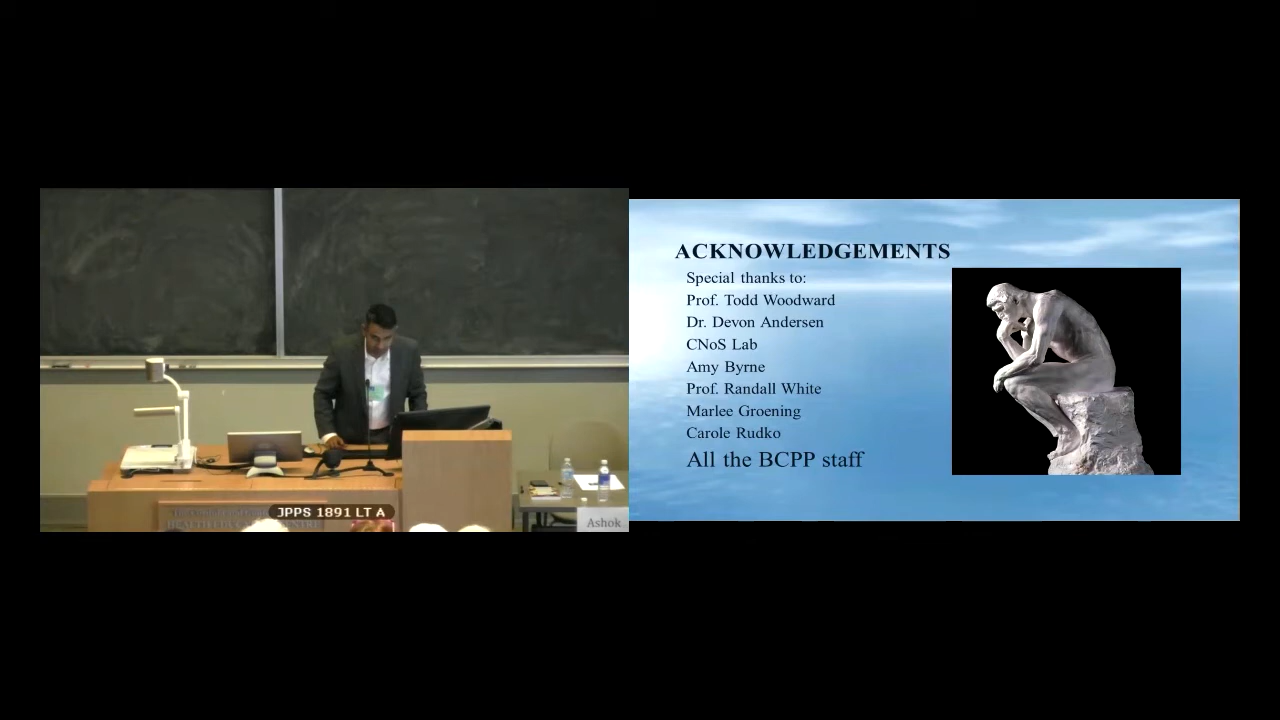 JPPS 1891 LT A
Ashok
ACKNOWLEDGEMENTS
Special thanks to:
Prof. Todd Woodward
Dr. Devon Andersen
CNoS Lab
Amy Byrne
Prof. Randall White
Marlee Groening
Carole Rudko
All the BCPP staff